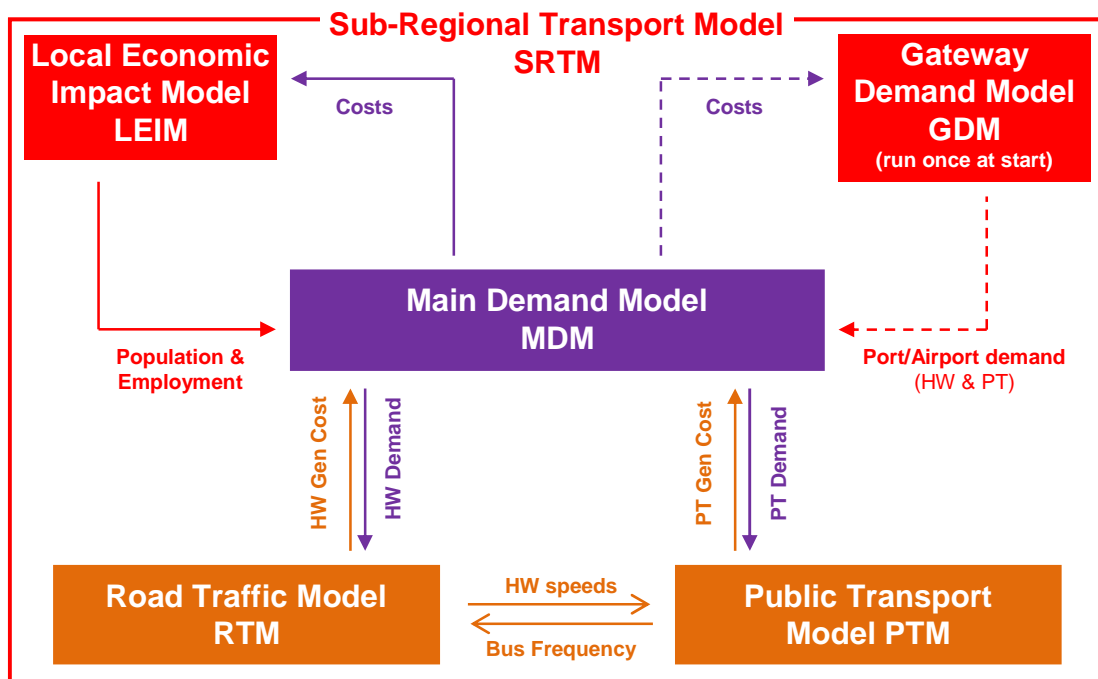 Sub-Regional Transport Model
SRTM
Local Economic
Impact Model
LEIM
Gateway
Demand Model
GDM
(run once at start)
Costs
Costs
Main Demand Model
MDM
Population &
Employment
Port/Airport demand
(HW & PT)
HW Gen Cost
HW Demand
PT Gen Cost
PT Demand
Road Traffic Model
RTM
HW speeds
Bus Frequency
Public Transport
Model PTM